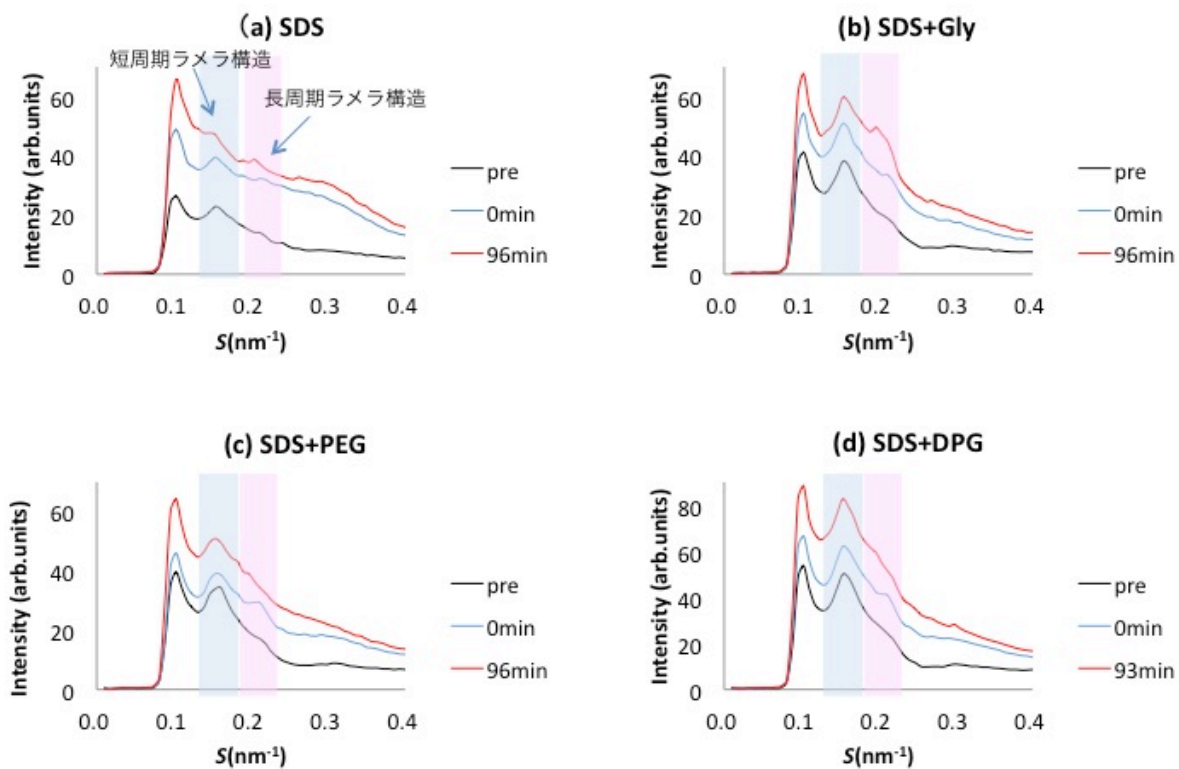 （a) SDS
短周期ラメラ構造
長周期ラメラ構造
Intensity (arb.units)
60
40
20
0
0.0 0.1 0.2 0.3 0.4
S(nm-1)
pre
0min
96min
(b) SDS+Gly
Intensity (arb.units)
60
40
20
0
0.0 0.1 0.2 0.3 0.4
S(nm-1)
pre
0min
96min
(c) SDS+PEG
Intensity (arb.units)
60
40
20
0
0.0 0.1 0.2 0.3 0.4
S(nm-1)
pre
0min
96min
(d) SDS+DPG
Intensity (arb.units)
80
60
40
20
0
0.0 0.1 0.2 0.3 0.4
S(nm-1)
pre
0min
93min